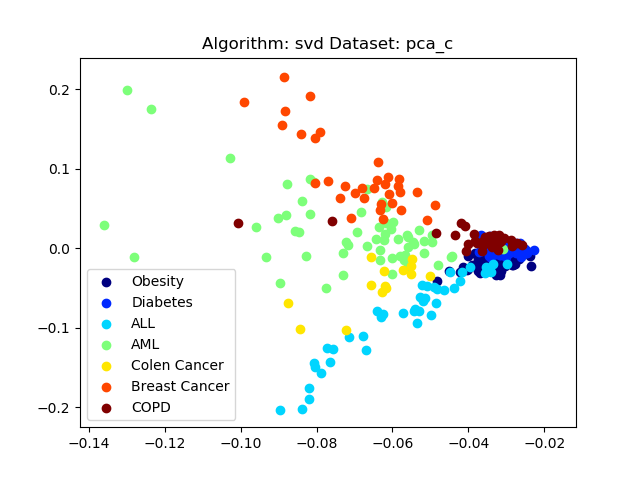 Algorithm: svd Dataset: pca_c
0.2
0.1
0.0
−0.1
−0.2
Obesity
Diabetes
ALL
AML
Colen Cancer
Breast Cancer
COPD
−0.14 −0.12 −0.10 −0.08 −0.06 −0.04 −0.02